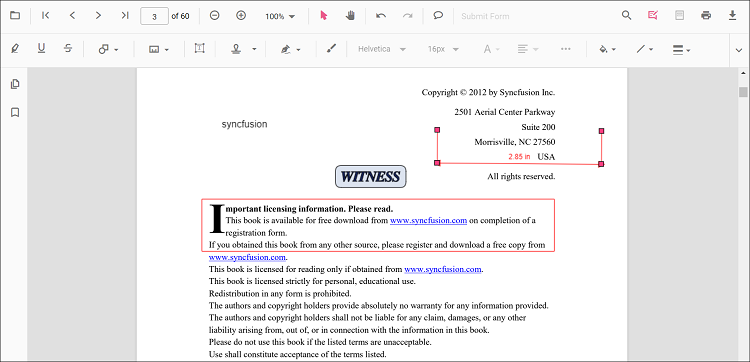 3 of 60 100% Submit Form
Helvetica 16px A
Copyright © 2012 by Syncfusion Inc.
2501 Aerial Center Parkway
syncfusion
Suite 200
Morrisville, NC 27560
2.85 in USA
WITNESS
All rights reserved.
Important licensing information. Please read.
This book is available for free download from www.syncfusion.com on completion of a
registration form.
If you obtained this book from any other source, please register and download a free copy from
www.syncfusion.com.
This book is licensed for reading only if obtained from www.syncfusion.com.
This book is licensed strictly for personal, educational use.
Redistribution in any form is prohibited.
The authors and copyright holders provide absolutely no warranty for any information provided.
The authors and copyright holders shall not be liable for any claim, damages, or any other
liability arising from, out of, or in connection with the information in this book.
Please do not use this book if the listed terms are unacceptable.
Use shall constitute acceptance of the terms listed.